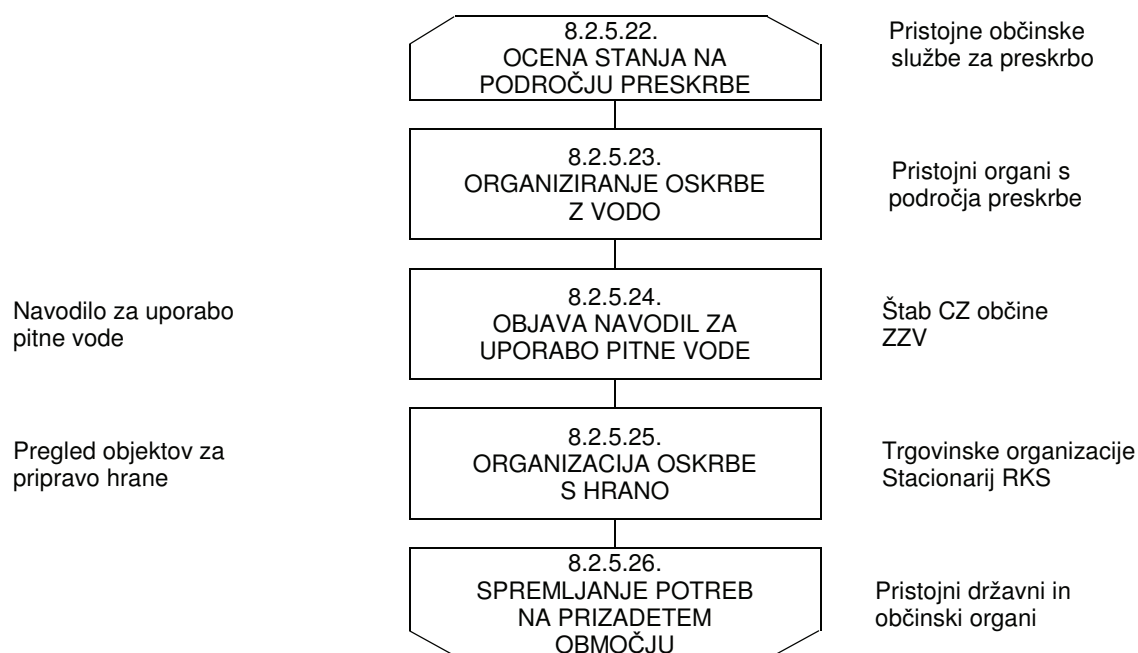 8.2.5.22.
OCENA STANJA NA
PODROČJU PRESKRBE
Pristojne občinske
službe za preskrbo
8.2.5.23.
ORGANIZIRANJE OSKRBE
Z VODO
Pristojni organi s
področja preskrbe
Navodilo za uporabo
pitne vode
8.2.5.24.
OBJAVA NAVODIL ZA
UPORABO PITNE VODE
Štab CZ občine
ZZV
Pregled objektov za
pripravo hrane
8.2.5.25.
ORGANIZACIJA OSKRBE
S HRANO
Trgovinske organizacije
Stacionarij RKS
8.2.5.26.
SPREMLJANJE POTREB
NA PRIZADETEM
OBMOČJU
Pristojni državni in
občinski organi